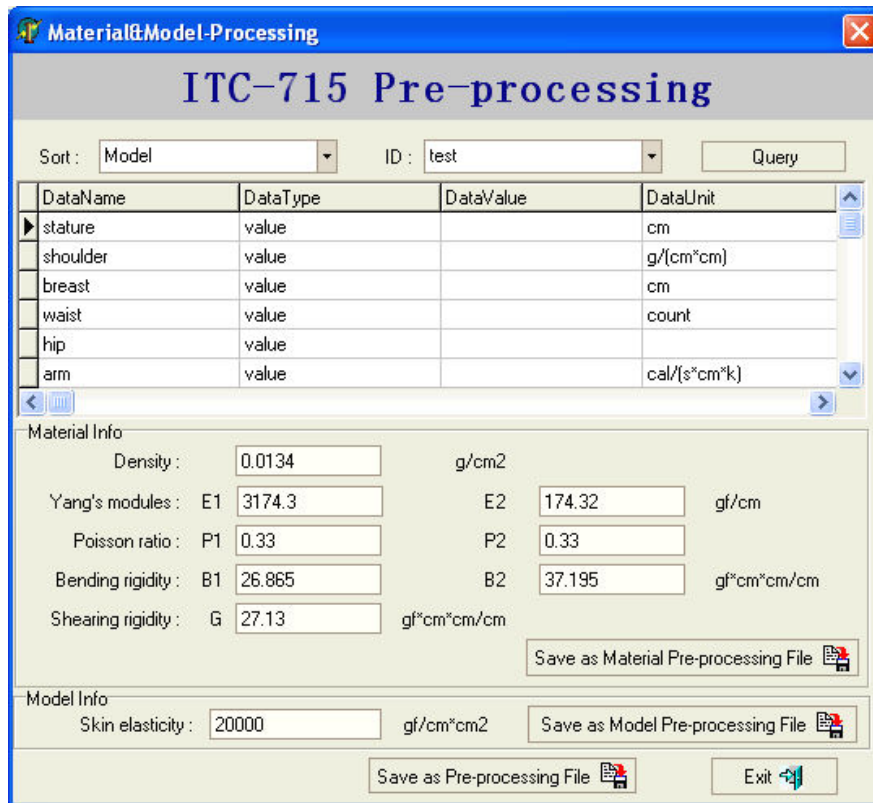 Material&Model-Processing
ITC-715 Pre-processing
Sort : Model ID : test Query
DataName DataType DataValue DataUnit
stature value cm
shoulder value g/(cm*cm)
breast value cm
waist value count
hip value
arm value cal/(s*cm*k)
Material Info
Density : 0.0134 g/cm2
Yang's modules : E1 3174.3 E2 174.32 gf/cm
Poisson ratio : P1 0.33 P2 0.33
Bending rigidity : B1 26.865 B2 37.195 gf*cm*cm/cm
Shearing rigidity : G 27.13 gf*cm*cm/cm
Save as Material Pre-processing File
Model Info
Skin elasticity : 20000 gf/cm*cm2 Save as Model Pre-processing File
Save as Pre-processing File Exit